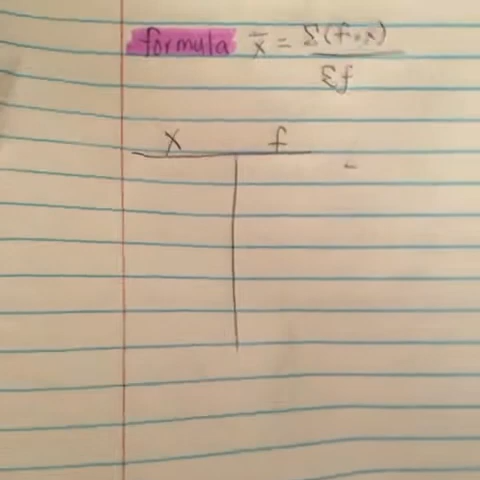 formula x̄ = Σ(f·x)
Σf
x f